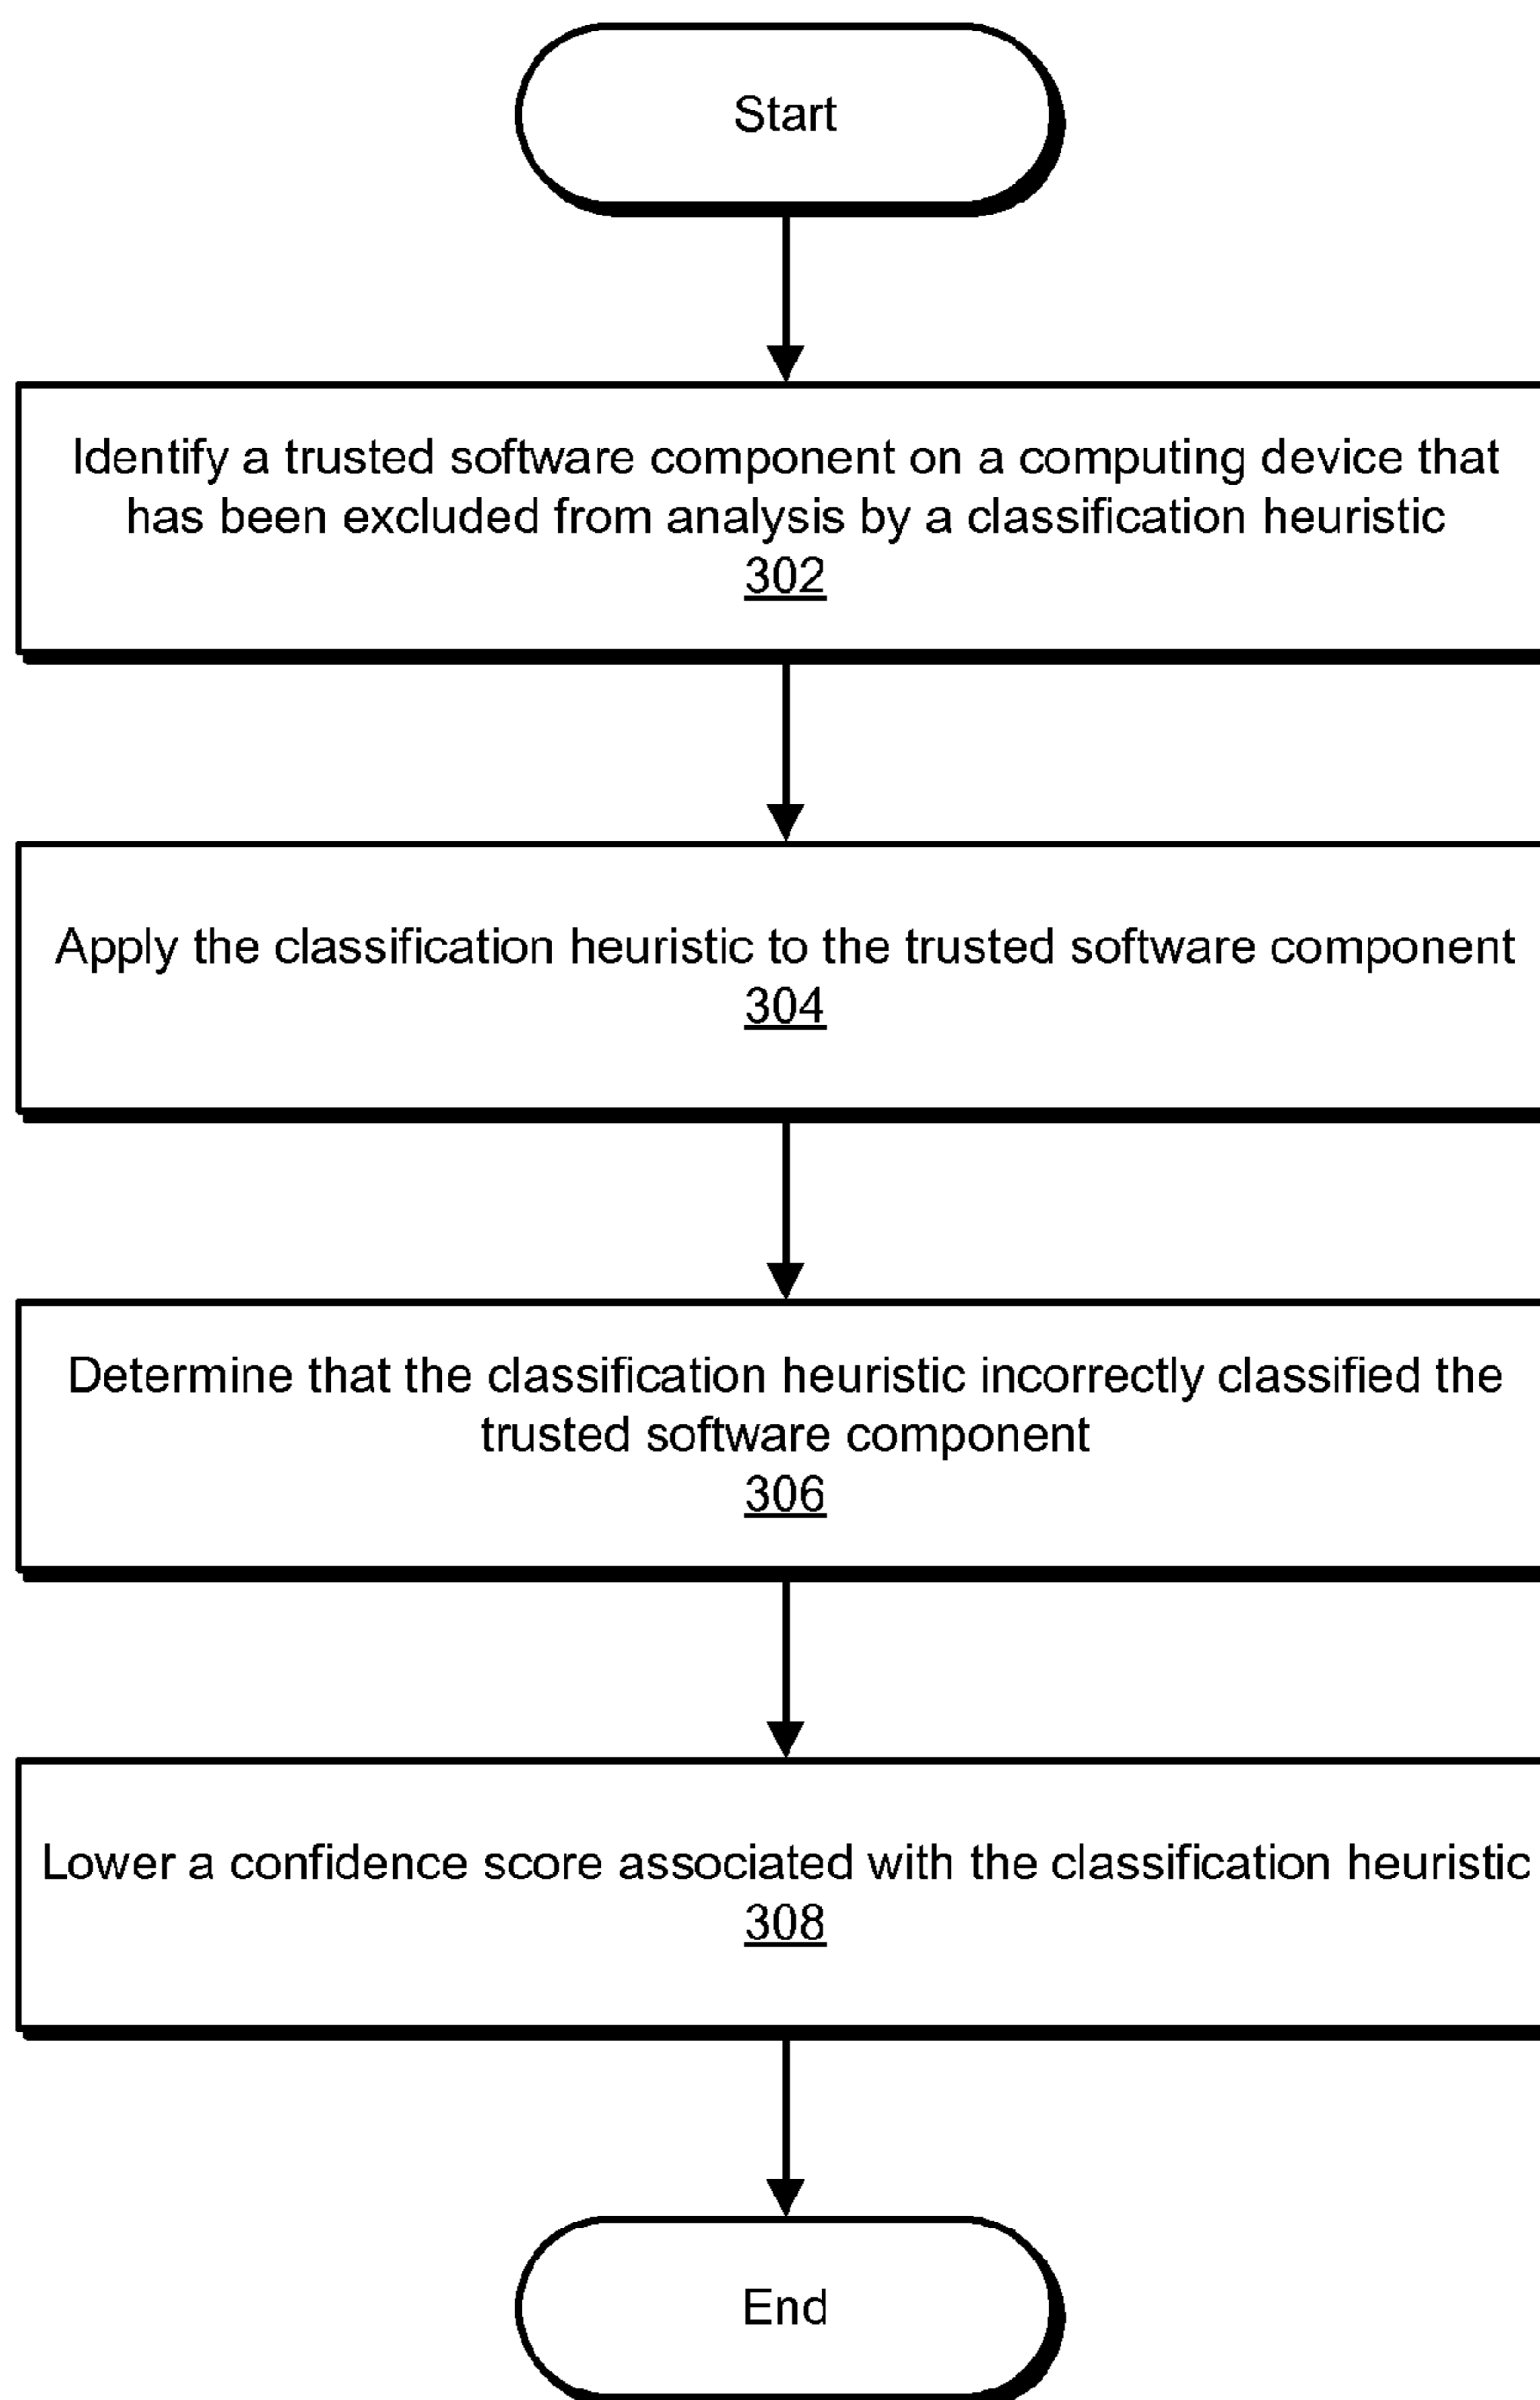 Start
Identify a trusted software component on a computing device that
has been excluded from analysis by a classification heuristic
302
Apply the classification heuristic to the trusted software component
304
Determine that the classification heuristic incorrectly classified the
trusted software component
306
Lower a confidence score associated with the classification heuristic
308
End